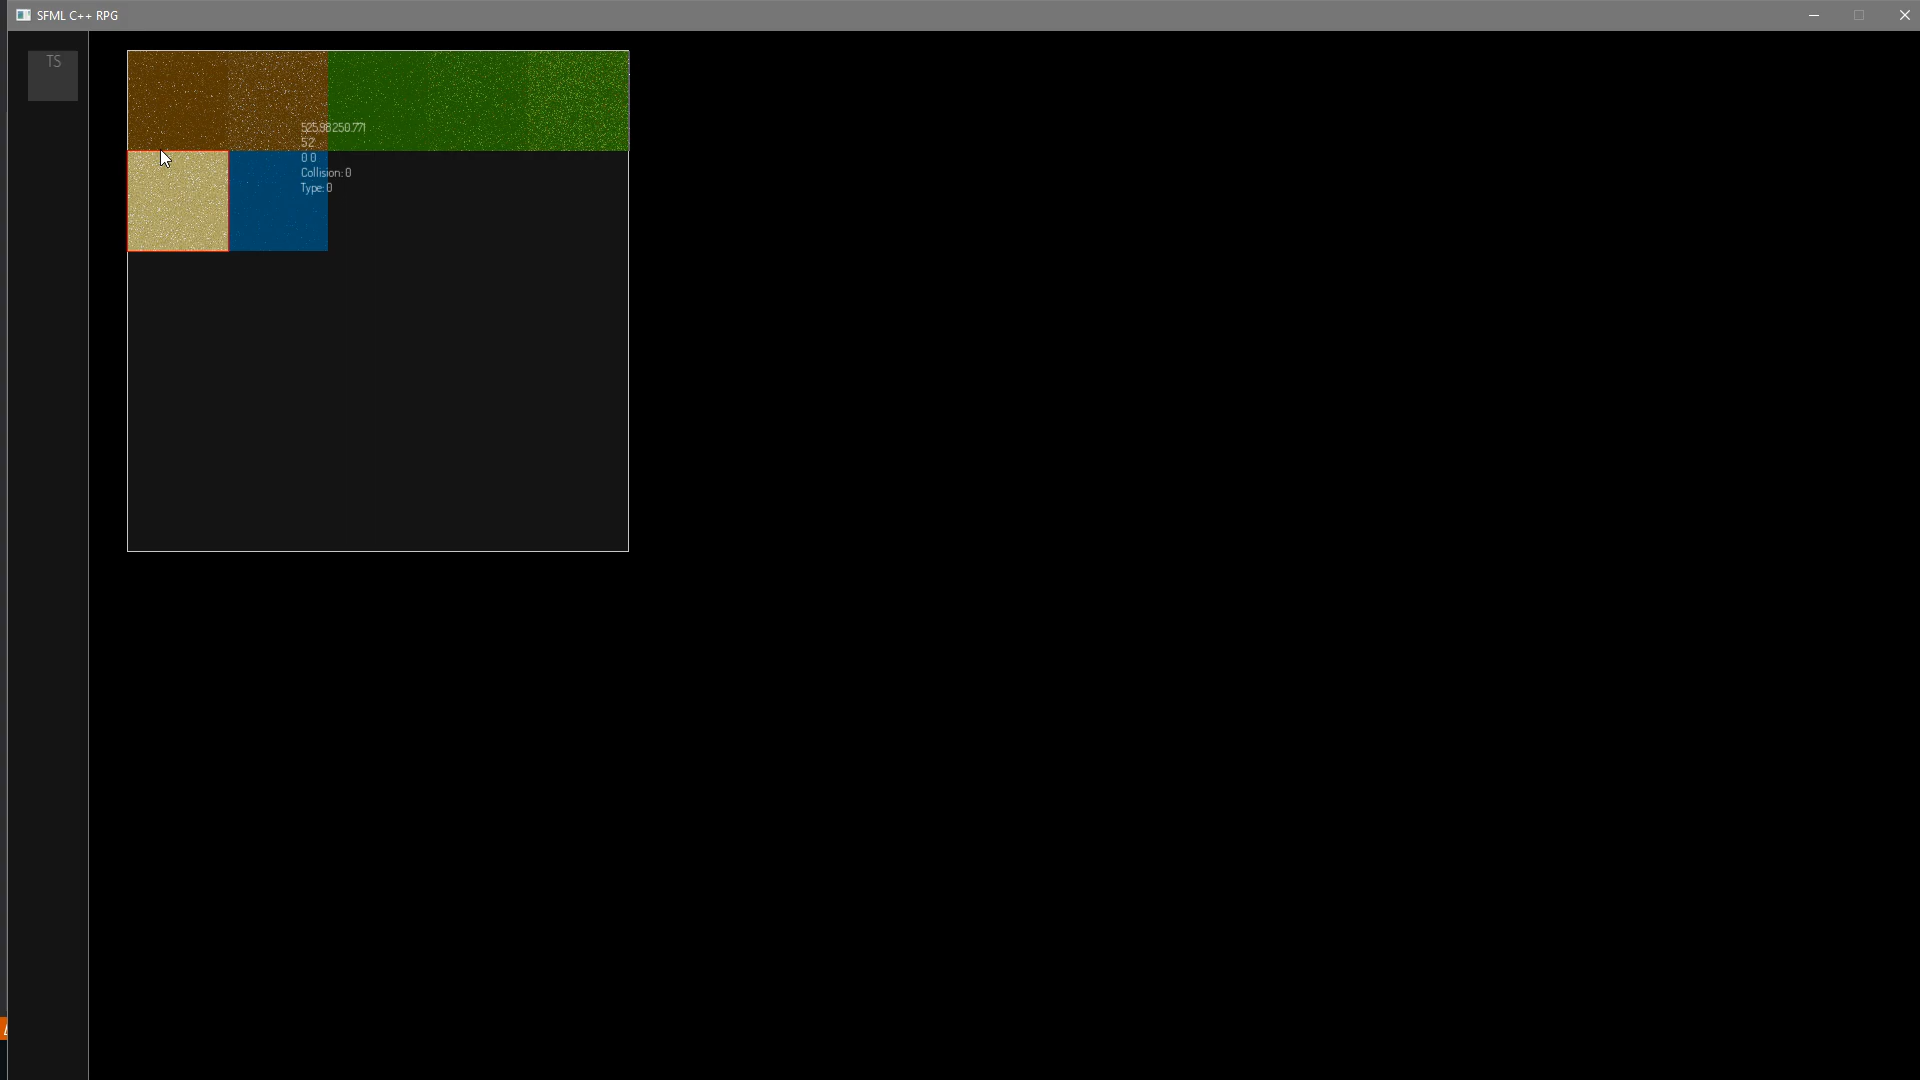 SFML C++ RPG
TS
525.98 250.771
5 2
0 0
Collision: 0
Type: 0